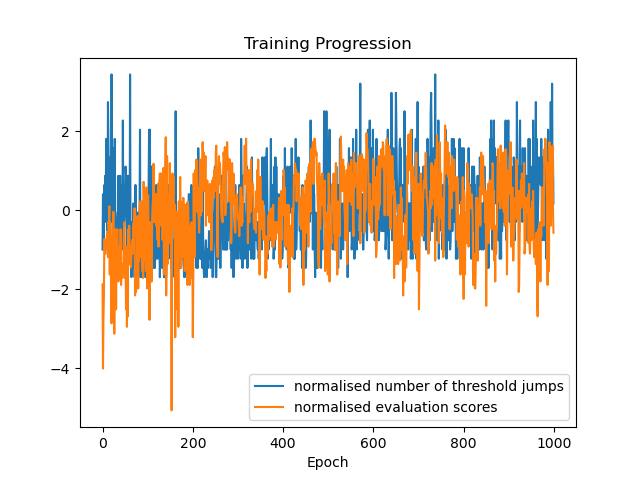 Training Progression
2
0
−2
−4
normalised number of threshold jumps
normalised evaluation scores
0 200 400 600 800 1000
Epoch